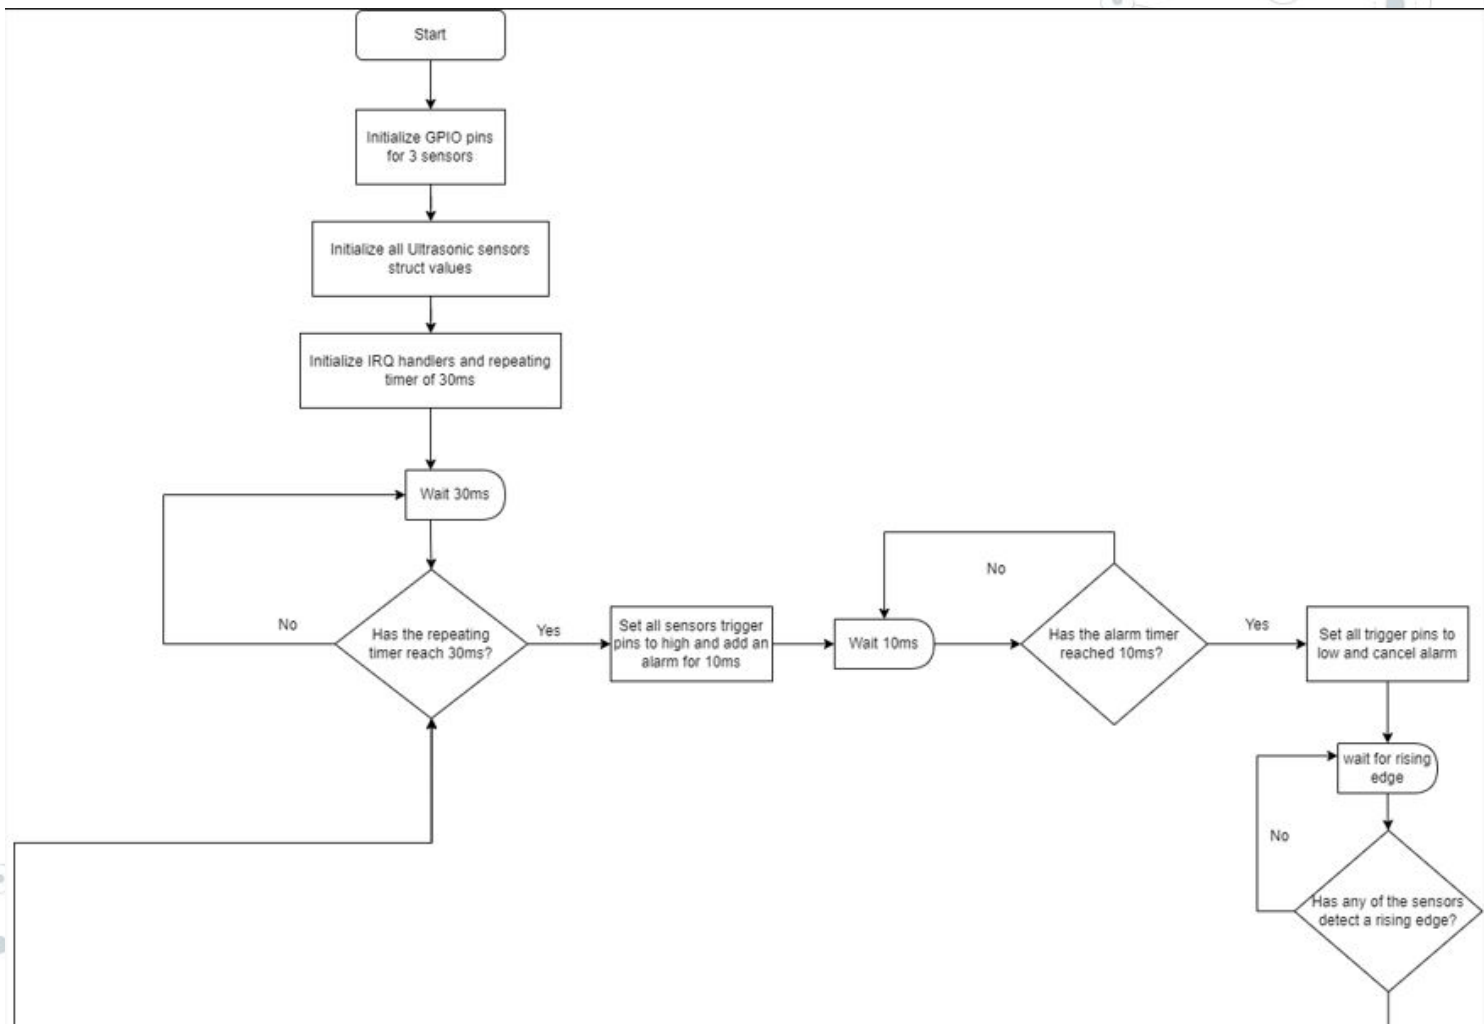 Start
Initialize GPIO pins
for 3 sensors
Initialize all Ultrasonic sensors
struct values
Initialize IRQ handlers and repeating
timer of 30ms
Wait 30ms
No
Has the repeating
timer reach 30ms?
Yes
Set all sensors trigger
pins to high and add an
alarm for 10ms
Wait 10ms
No
Has the alarm timer
reached 10ms?
Yes
Set all trigger pins to
low and cancel alarm
wait for rising
edge
No
Has any of the sensors
detect a rising edge?